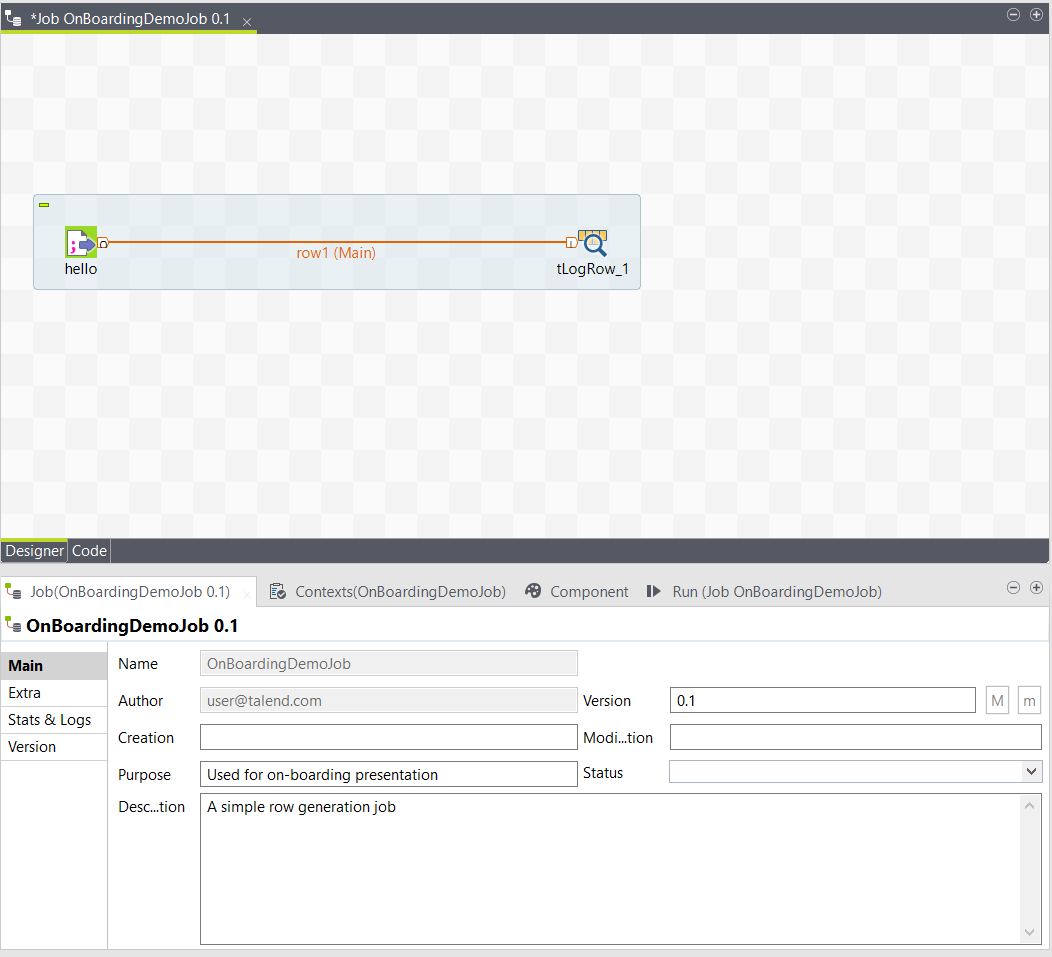 *Job OnBoardingDemoJob 0.1
row1 (Main)
hello
tLogRow_1
Designer Code
Job(OnBoardingDemoJob 0.1) Contexts(OnBoardingDemoJob) Component Run (Job OnBoardingDemoJob)
OnBoardingDemoJob 0.1
Main
Extra
Stats & Logs
Version
Name OnBoardingDemoJob
Author user@talend.com Version 0.1 M m
Creation Modi...tion
Purpose Used for on-boarding presentation Status
Desc...tion A simple row generation job